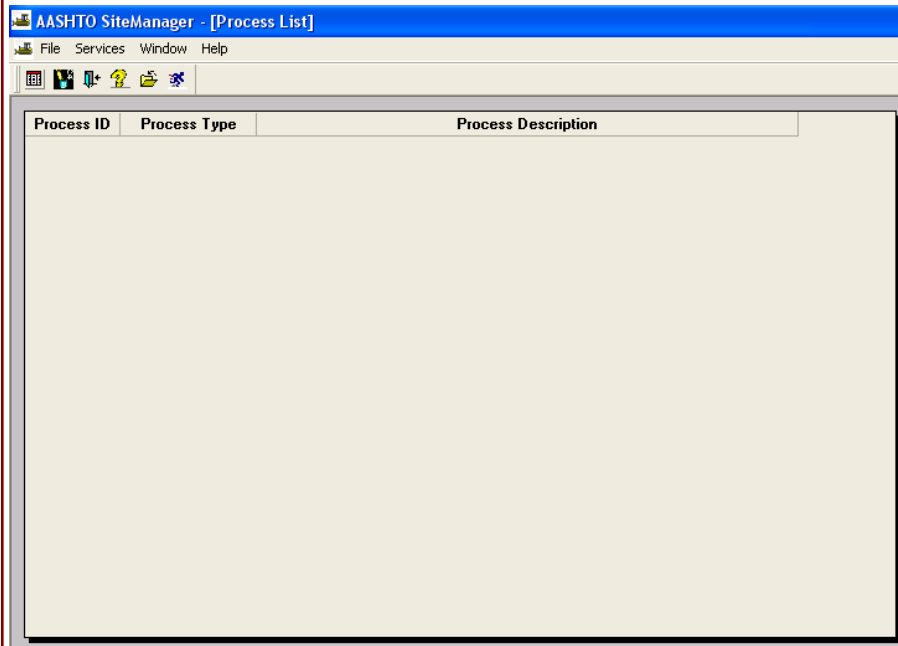 AASHTO SiteManager - [Process List]
File Services Window Help
Process ID Process Type Process Description